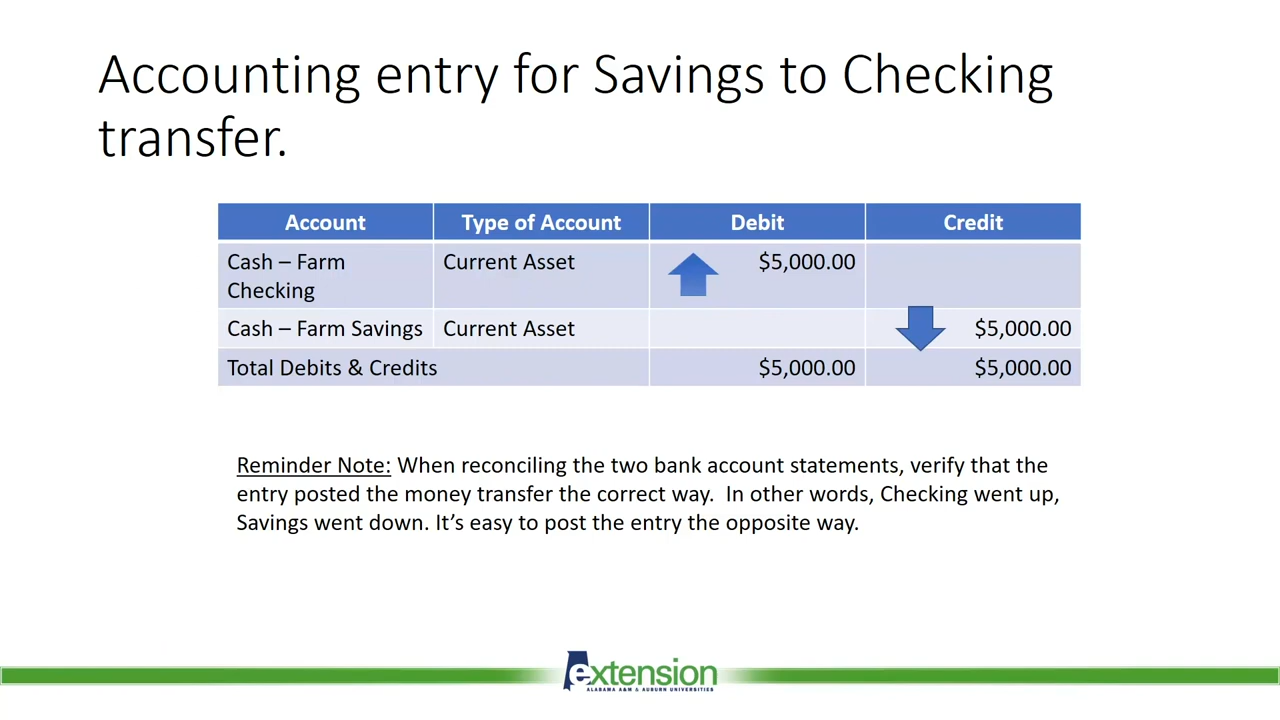 Accounting entry for Savings to Checking
transfer.
Account Type of Account Debit Credit
Cash – Farm Current Asset $5,000.00
Checking
Cash – Farm Savings Current Asset $5,000.00
Total Debits & Credits $5,000.00 $5,000.00
Reminder Note: When reconciling the two bank account statements, verify that the
entry posted the money transfer the correct way.  In other words, Checking went up,
Savings went down. It’s easy to post the entry the opposite way.
extension
ALABAMA A&M & AUBURN UNIVERSITIES